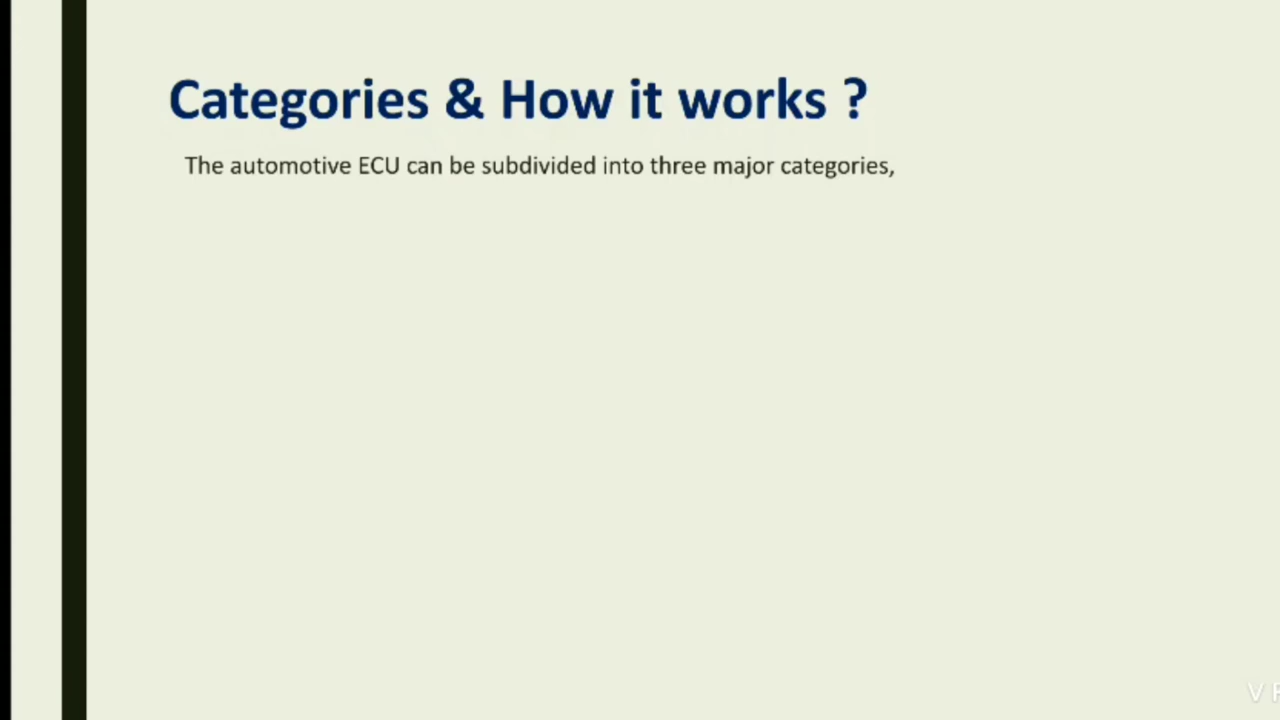 Categories & How it works ?
The automotive ECU can be subdivided into three major categories,